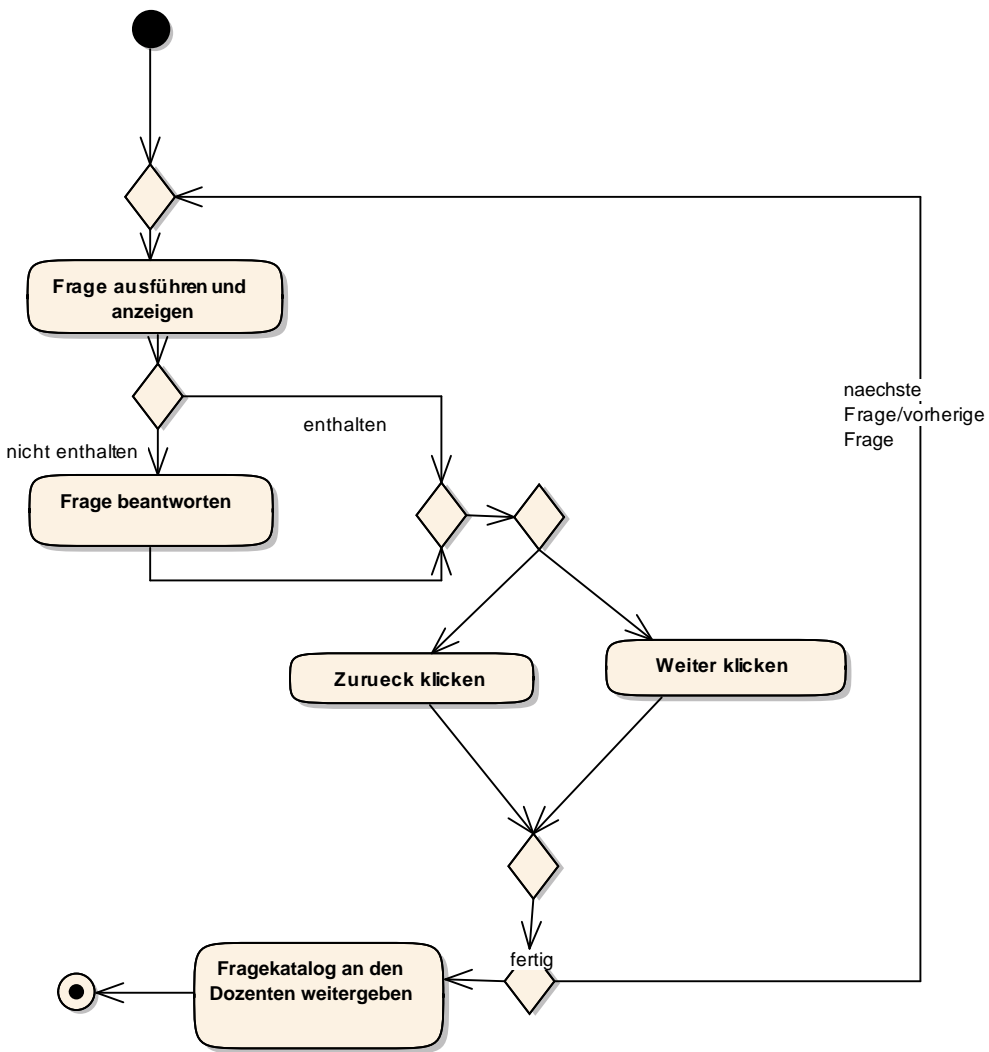 Frage ausführen und
anzeigen
enthalten
nicht enthalten
Frage beantworten
naechste
Frage/vorherige
Frage
Zurueck klicken
Weiter klicken
fertig
Fragekatalog an den
Dozenten weitergeben